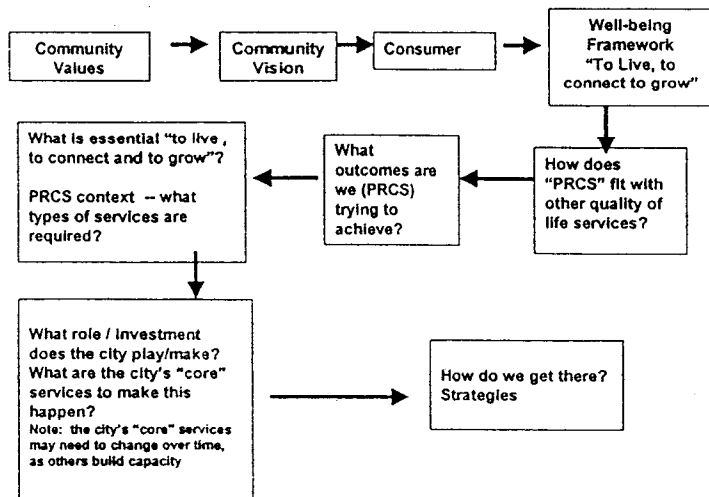 Community
Values
Community
Vision
Consumer
Well-being
Framework
"To Live, to
connect to grow"
What is essential "to live ,
to connect and to grow"?
PRCS context -- what
types of services are
required?
What
outcomes are
we (PRCS)
trying to
achieve?
How does
"PRCS" fit with
other quality of
life services?
What role / investment
does the city play/make?
What are the city's "core"
services to make this
happen?
Note: the city's "core" services
may need to change over time,
as others build capacity
How do we get there?
Strategies